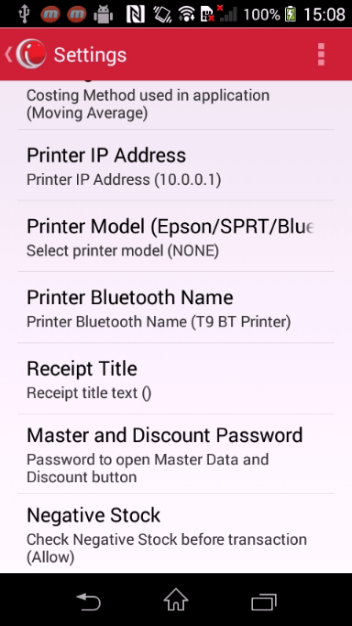 100% 15:08
Settings
Costing Method used in application
(Moving Average)
Printer IP Address
Printer IP Address (10.0.0.1)
Printer Model (Epson/SPRT/Blue
Select printer model (NONE)
Printer Bluetooth Name
Printer Bluetooth Name (T9 BT Printer)
Receipt Title
Receipt title text ()
Master and Discount Password
Password to open Master Data and
Discount button
Negative Stock
Check Negative Stock before transaction
(Allow)